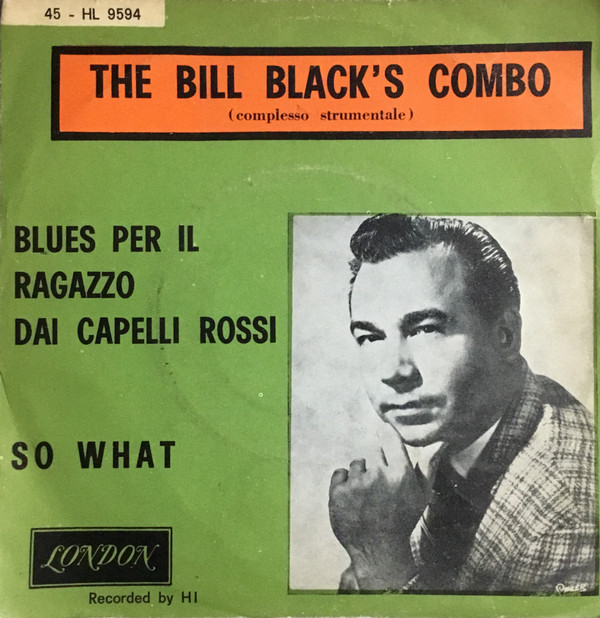 45 - HL 9594
THE BILL BLACK'S COMBO
(complesso strumentale)
BLUES PER IL
RAGAZZO
DAI CAPELLI ROSSI
SO WHAT
LONDON
Recorded by HI